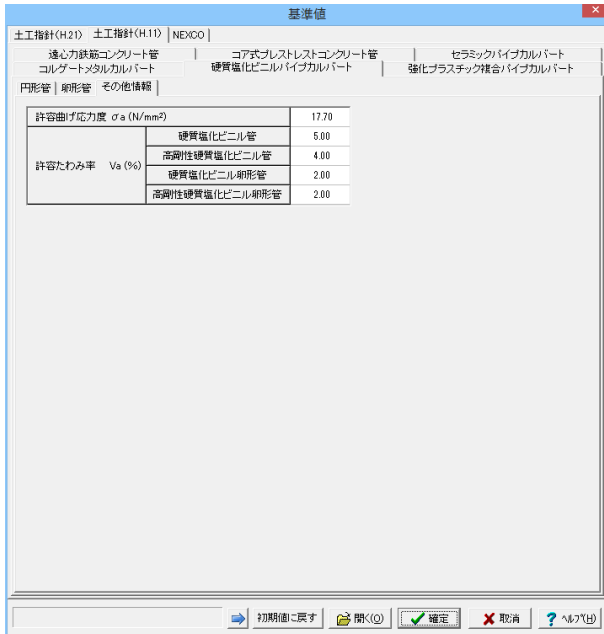 基準値
土工指針(H.21) 土工指針(H.11) NEXCO
遠心力鉄筋コンクリート管 コア式プレストレストコンクリート管 セラミックパイプカルバート
コルゲートメタルカルバート 硬質塩化ビニルパイプカルバート 強化プラスチック複合パイプカルバート
円形管 卵形管 その他情報
許容曲げ応力度 σa(N/mm²) 17.70
許容たわみ率 Va(%)
硬質塩化ビニル管 5.00
高剛性硬質塩化ビニル管 4.00
硬質塩化ビニル卵形管 2.00
高剛性硬質塩化ビニル卵形管 2.00
初期値に戻す 開く(O) 確定 取消 ? ヘルプ(H)